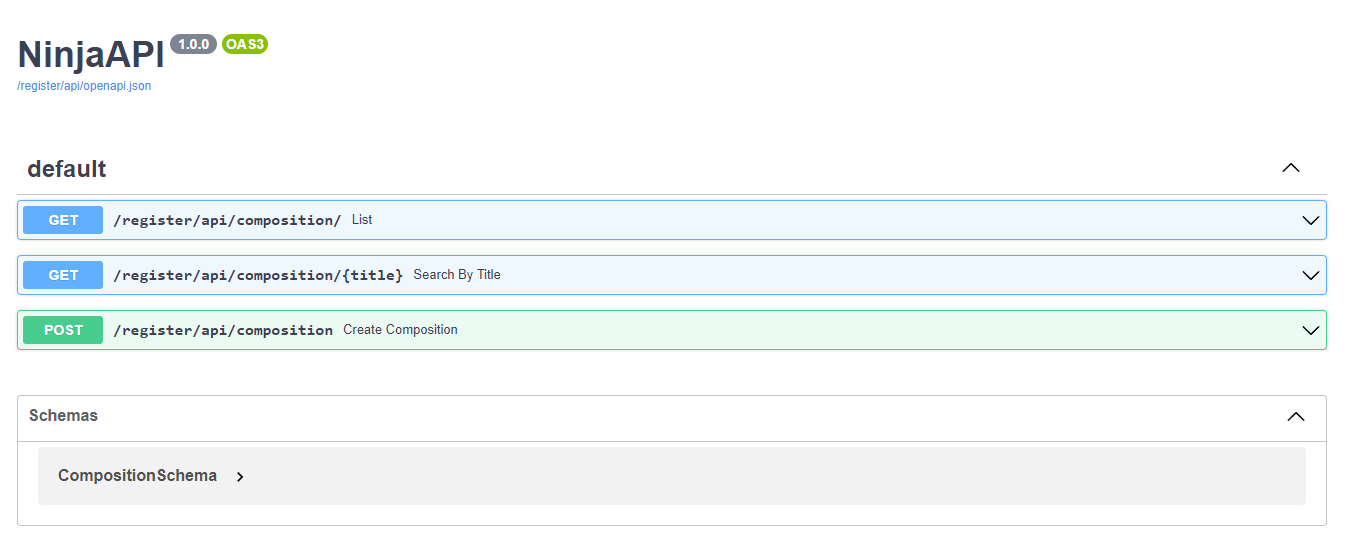 NinjaAPI 1.0.0 OAS3
/register/api/openapi.json
default
GET /register/api/composition/ List
GET /register/api/composition/{title} Search By Title
POST /register/api/composition Create Composition
Schemas
CompositionSchema